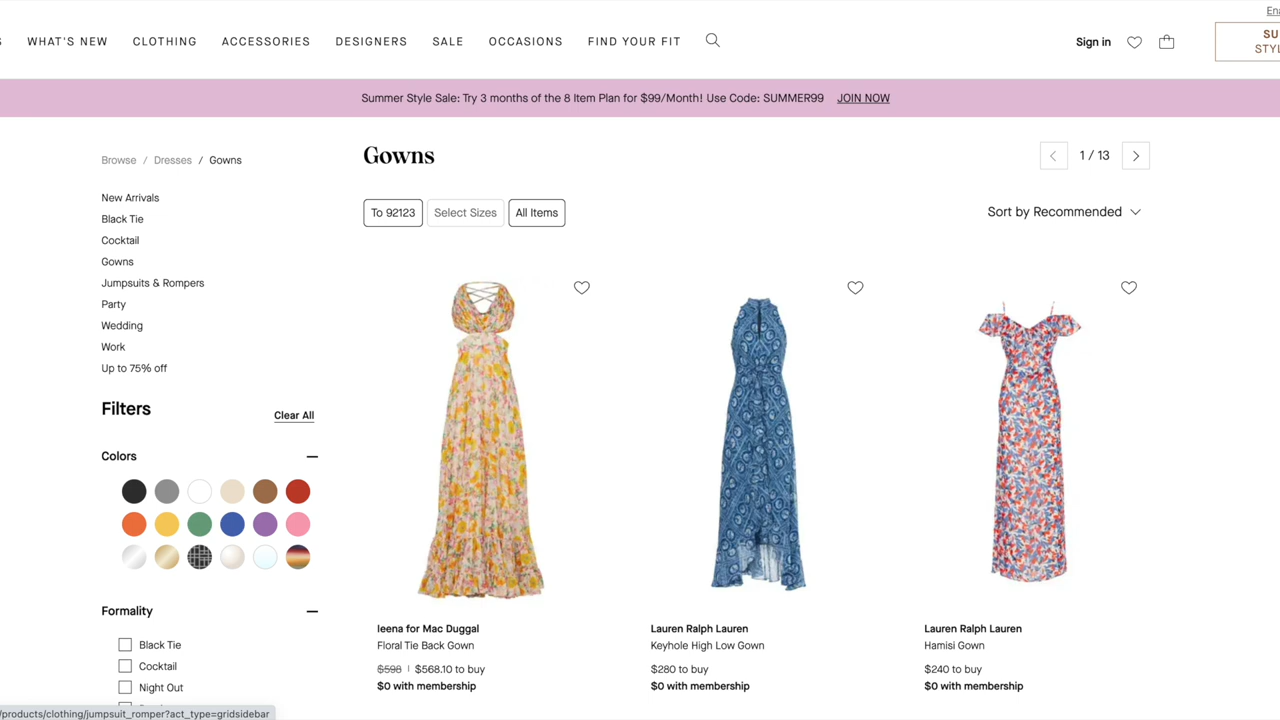 WHAT'S NEW CLOTHING ACCESSORIES DESIGNERS SALE OCCASIONS FIND YOUR FIT Sign in
Summer Style Sale: Try 3 months of the 8 Item Plan for $99/Month! Use Code: SUMMER99 JOIN NOW
Browse / Dresses / Gowns
New Arrivals
Black Tie
Cocktail
Gowns
Jumpsuits & Rompers
Party
Wedding
Work
Up to 75% off
Filters
Clear All
Colors
Formality
Black Tie
Cocktail
Night Out
Gowns
1 / 13
To 92123 Select Sizes All Items
Sort by Recommended
Ieena for Mac Duggal
Floral Tie Back Gown
$598 | $568.10 to buy
$0 with membership
Lauren Ralph Lauren
Keyhole High Low Gown
$280 to buy
$0 with membership
Lauren Ralph Lauren
Hamisi Gown
$240 to buy
$0 with membership
/products/clothing/jumpsuit_romper?act_type=gridsidebar